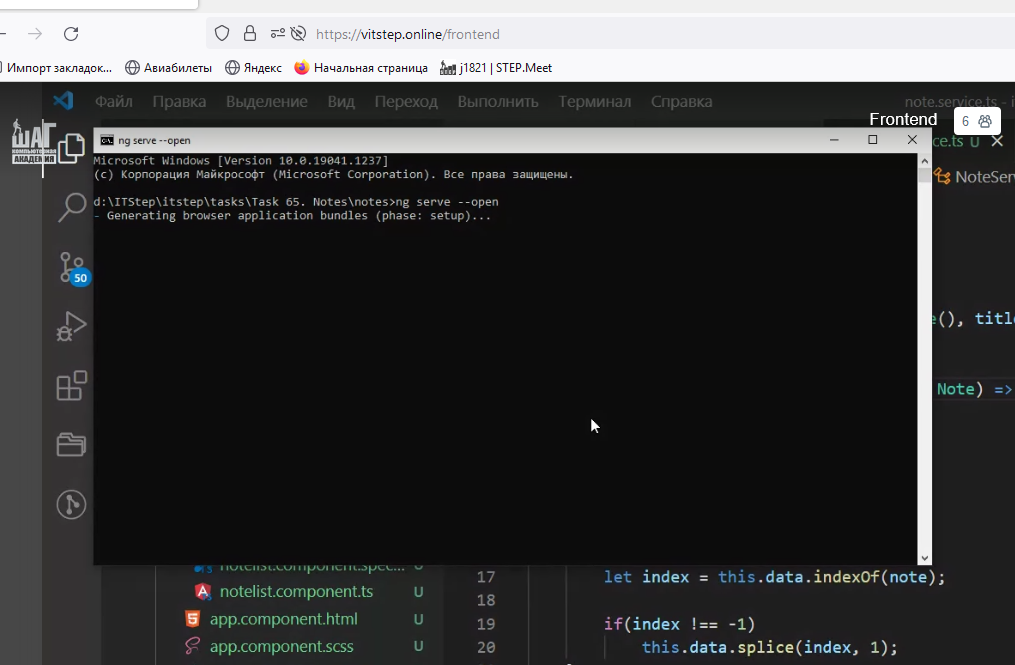 https://vitstep.online/frontend
Импорт закладок...
Авиабилеты
Яндекс
Начальная страница
j1821 | STEP.Meet
Файл Правка Выделение Вид Переход Выполнить Терминал Справка
note.service.ts - i
Frontend
6
ШАГ
КОМПЬЮТЕРНАЯ
АКАДЕМИЯ
ce.ts U
NoteServ
ng serve --open
Microsoft Windows [Version 10.0.19041.1237]
(c) Корпорация Майкрософт (Microsoft Corporation). Все права защищены.
d:\ITStep\itstep\tasks\Task 65. Notes\notes>ng serve --open
- Generating browser application bundles (phase: setup)...
50
e(), title
Note) =>
notelist.component.spec... U
notelist.component.ts U
app.component.html U
app.component.scss U
17 let index = this.data.indexOf(note);
18
19 if(index !== -1)
20 this.data.splice(index, 1);